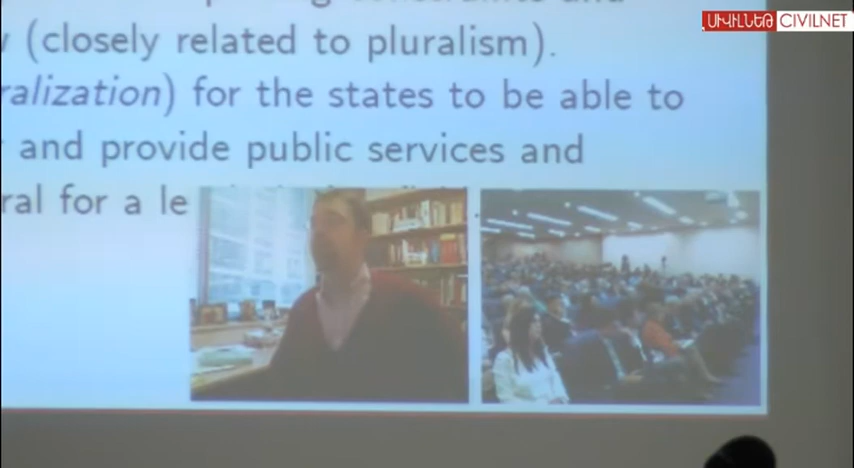 ՍԻՎԻԼՆԵԹ CIVILNET
(closely related to pluralism).
ralization) for the states to be able to
and provide public services and
ral for a le